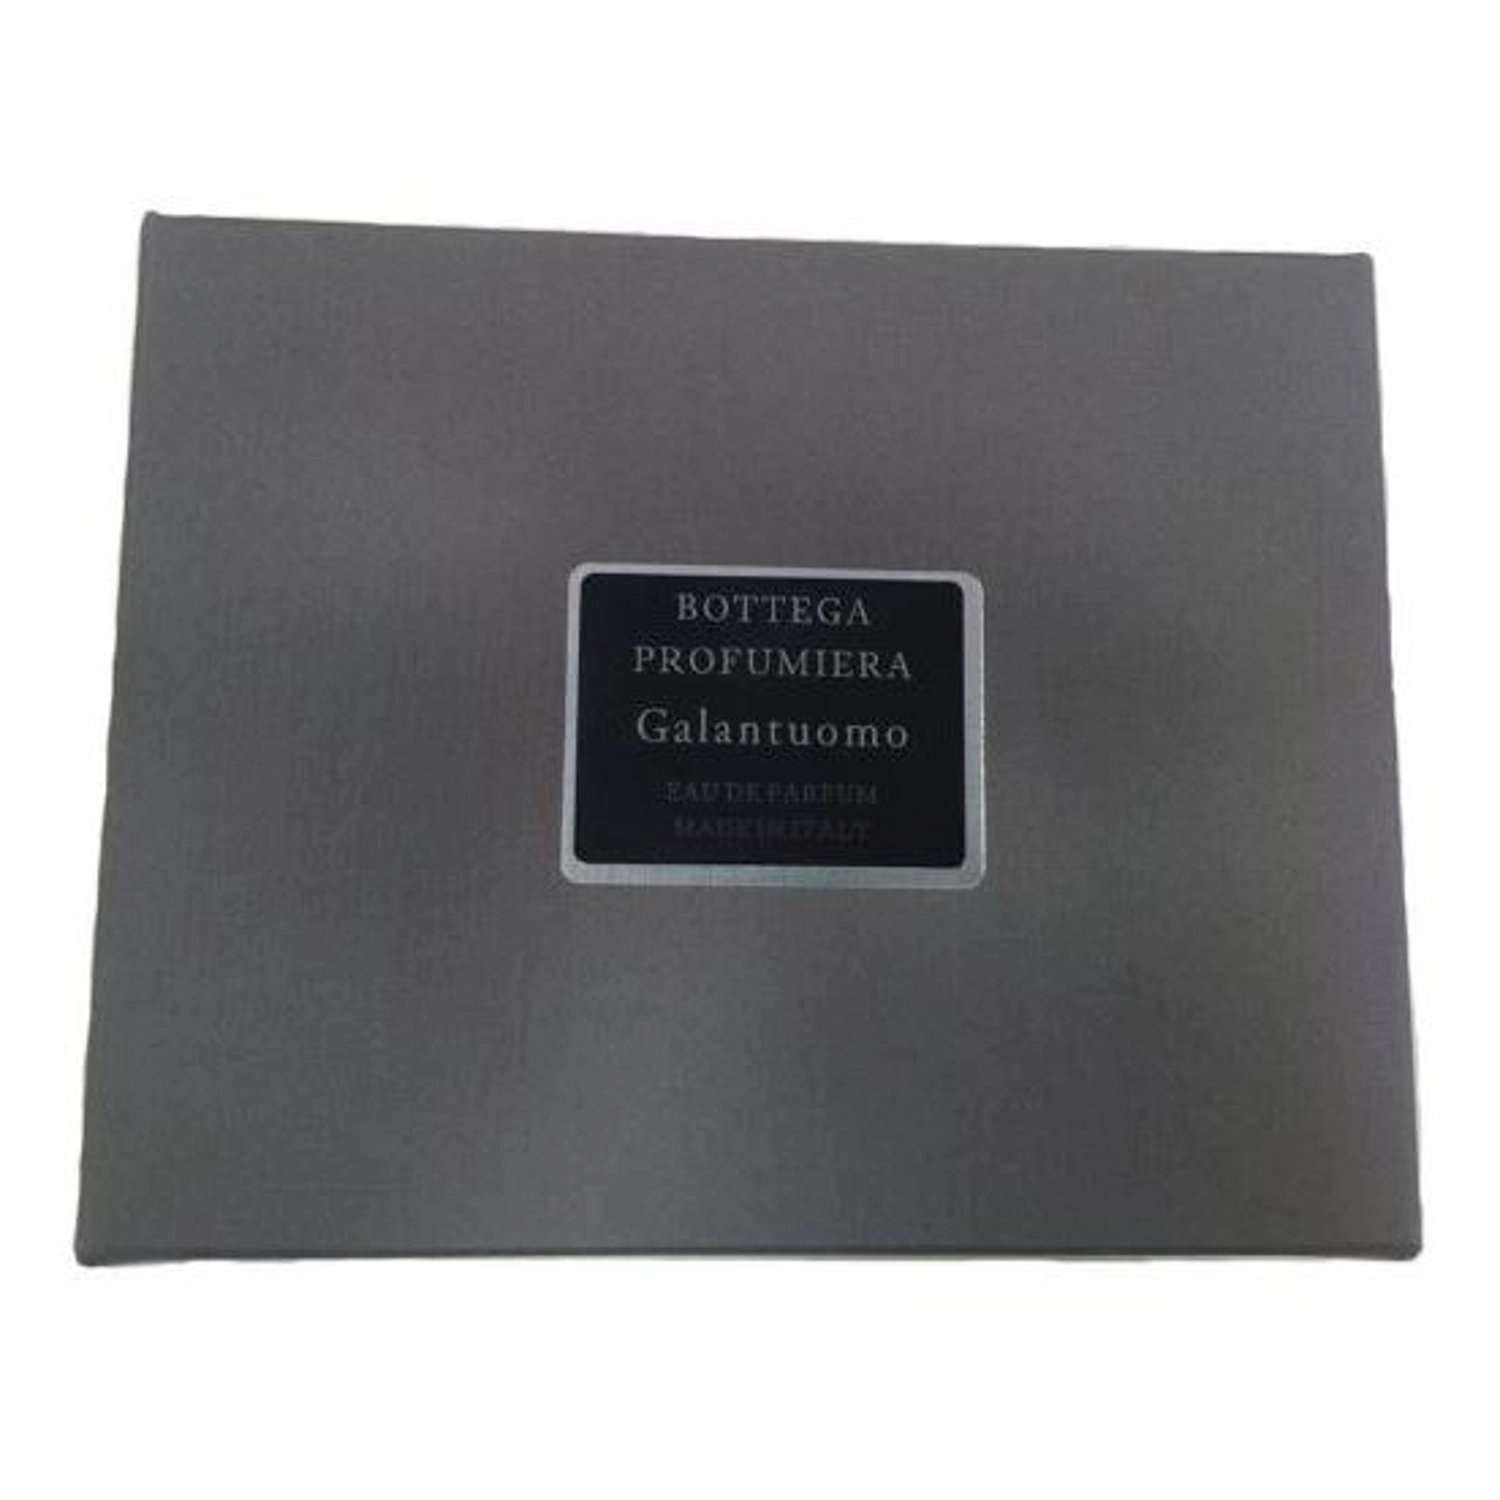 BOTTEGA
PROFUMIERA
Galantuomo
EAU DE PARFUM
MADE IN ITALY